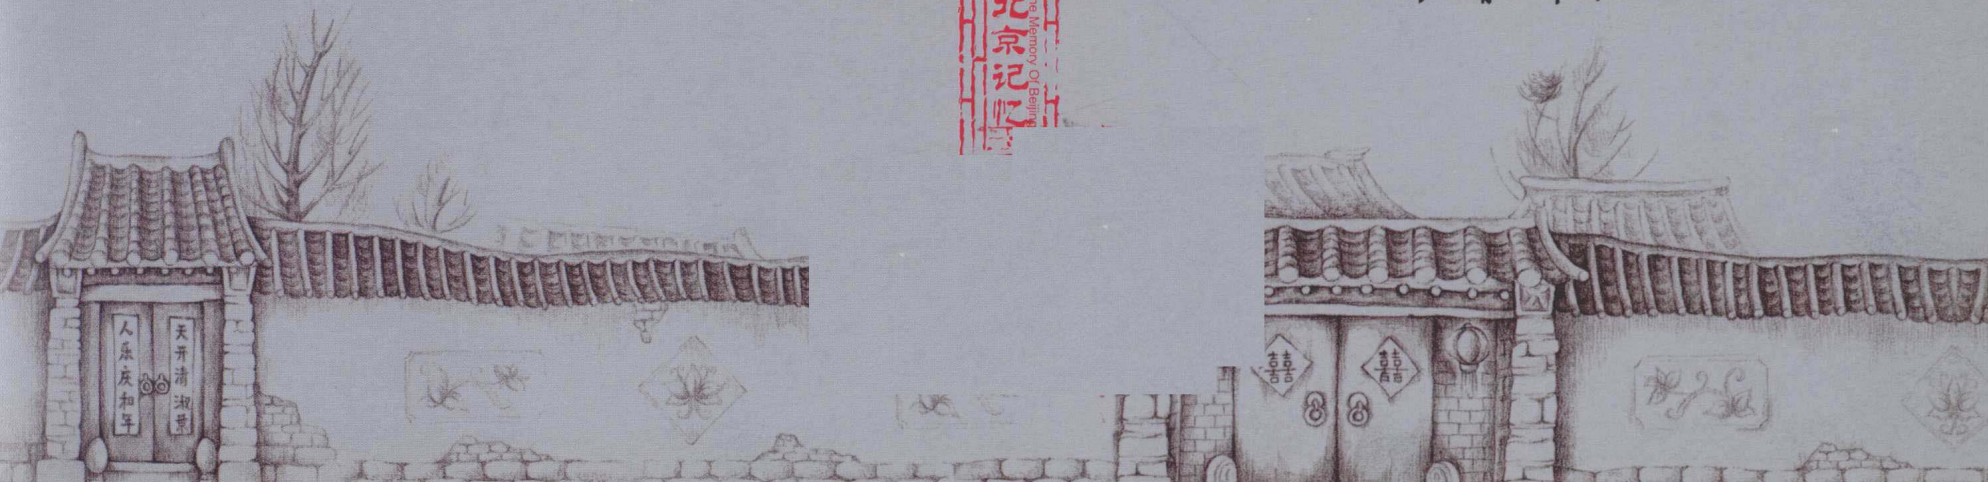 京记忆
The Memory Of Beijing
天开清淑景
人乐庆和年
囍 囍